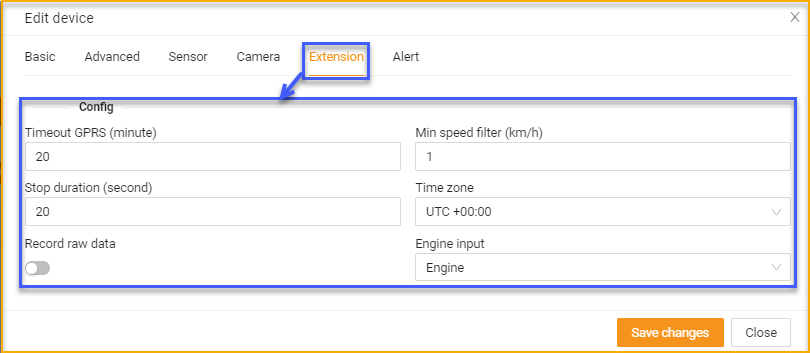 Edit device
Basic Advanced Sensor Camera Extension Alert
Config
Timeout GPRS (minute) Min speed filter (km/h)
20 1
Stop duration (second) Time zone
20 UTC +00:00
Record raw data Engine input
Engine
Save changes Close